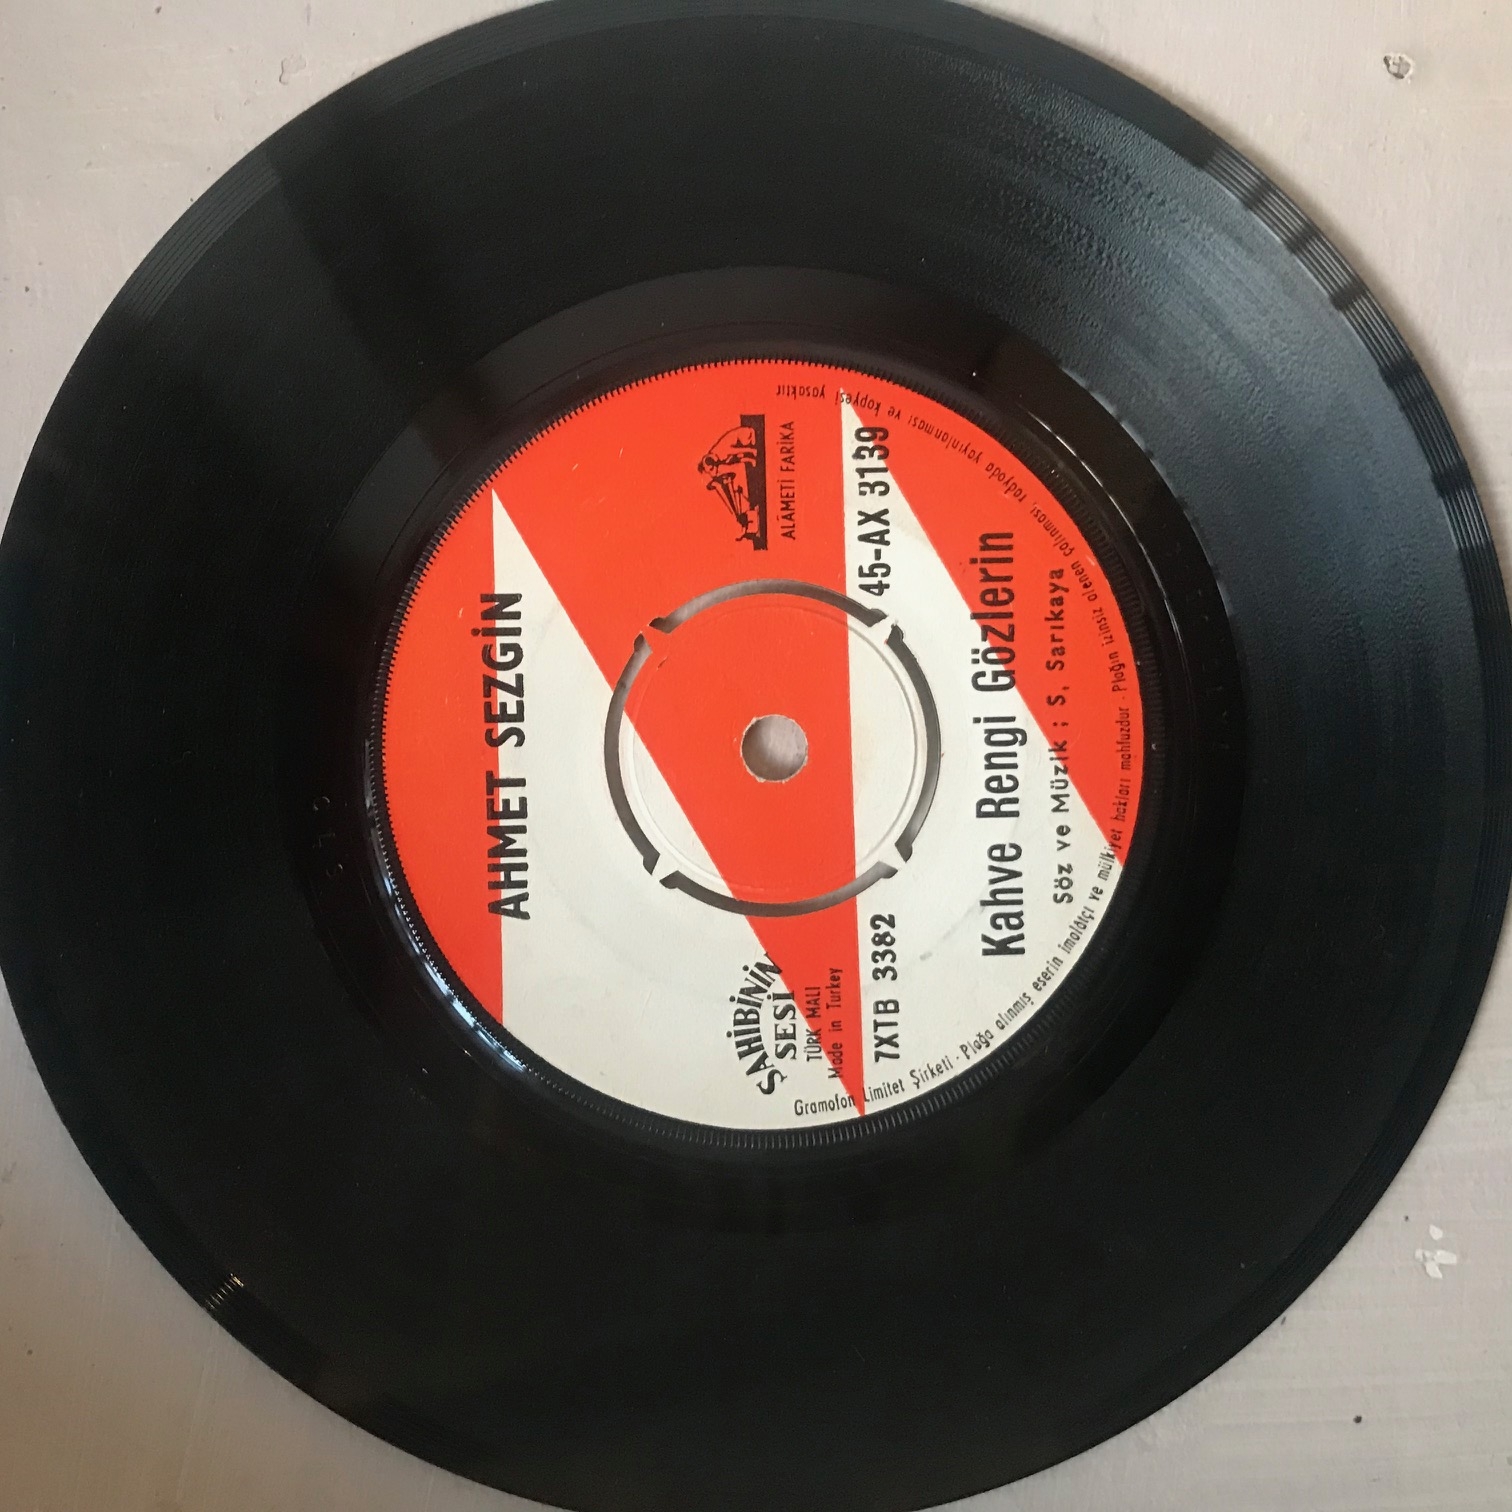 AHMET SEZGİN
SAHİBİNİN
SESİ
TÜRK MALI
Made in Turkey
ALÂMETİ FARİKA
7XTB 3382
45-AX 3139
Kahve Rengi Gözlerin
Söz ve Müzik ; S, Sarıkaya
Gramofon Limitet Şirketi - Plağa alınmış eserin imalâtçı ve mülkiyet hakları mahfuzdur - Plağın izinsiz alenen çalınması, radyoda yayınlanması ve kopyesi yasaktır